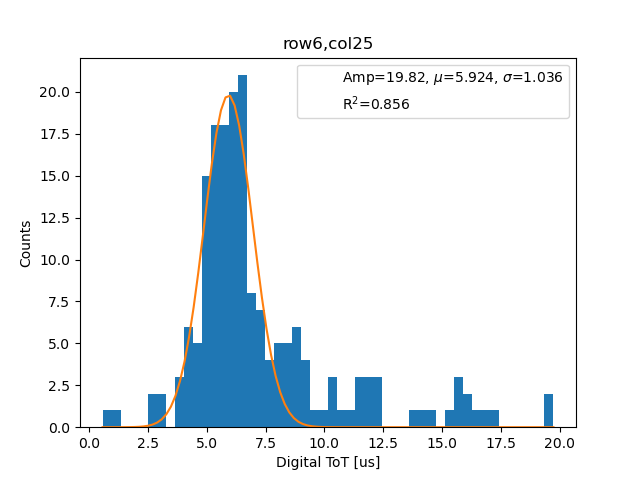 row6,col25
Amp=19.82, μ=5.924, σ=1.036
R²=0.856
20.0
17.5
15.0
12.5
10.0
7.5
5.0
2.5
0.0
Counts
0.0 2.5 5.0 7.5 10.0 12.5 15.0 17.5 20.0
Digital ToT [us]